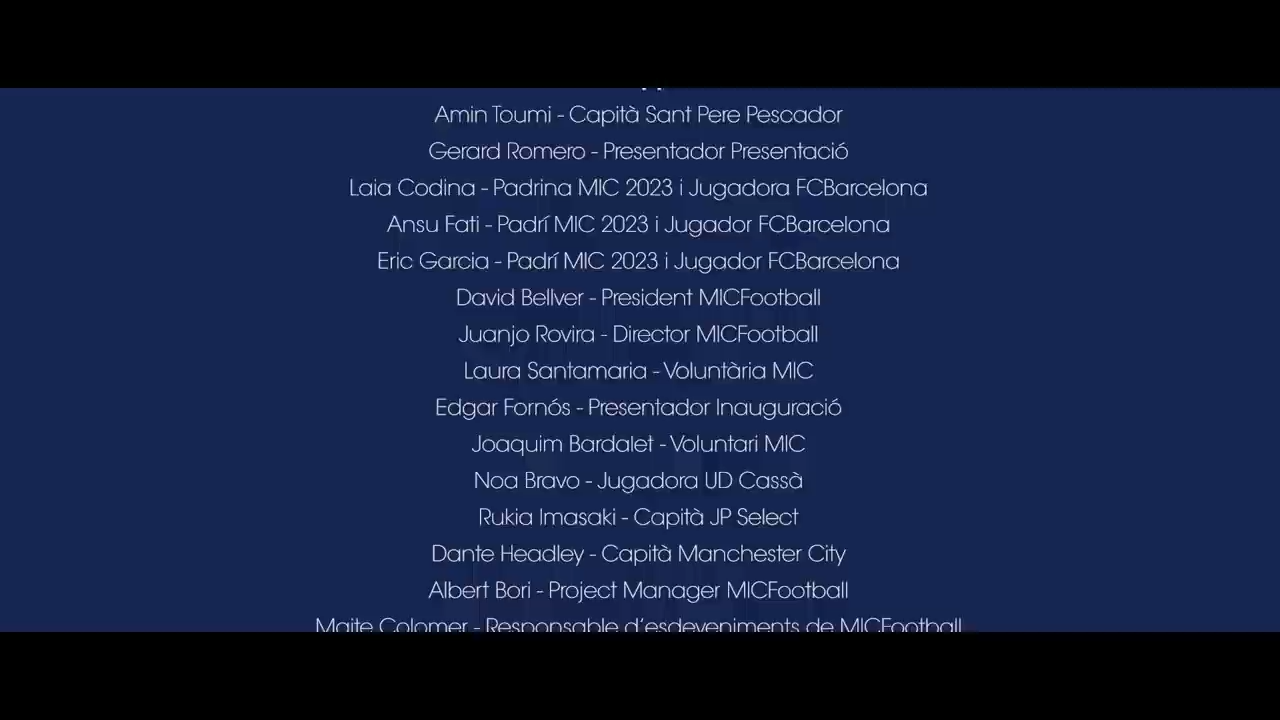 Amin Toumi - Capità Sant Pere Pescador
Gerard Romero - Presentador Presentació
Laia Codina - Padrina MIC 2023 i Jugadora FCBarcelona
Ansu Fati - Padrí MIC 2023 i Jugador FCBarcelona
Eric Garcia - Padrí MIC 2023 i Jugador FCBarcelona
David Bellver - President MICFootball
Juanjo Rovira - Director MICFootball
Laura Santamaria - Voluntària MIC
Edgar Fornós - Presentador Inauguració
Joaquim Bardalet - Voluntari MIC
Noa Bravo - Jugadora UD Cassà
Rukia Imasaki - Capità JP Select
Dante Headley - Capità Manchester City
Albert Bori - Project Manager MICFootball
Maite Colomer - Responsable d'esdeveniments de MICFootball